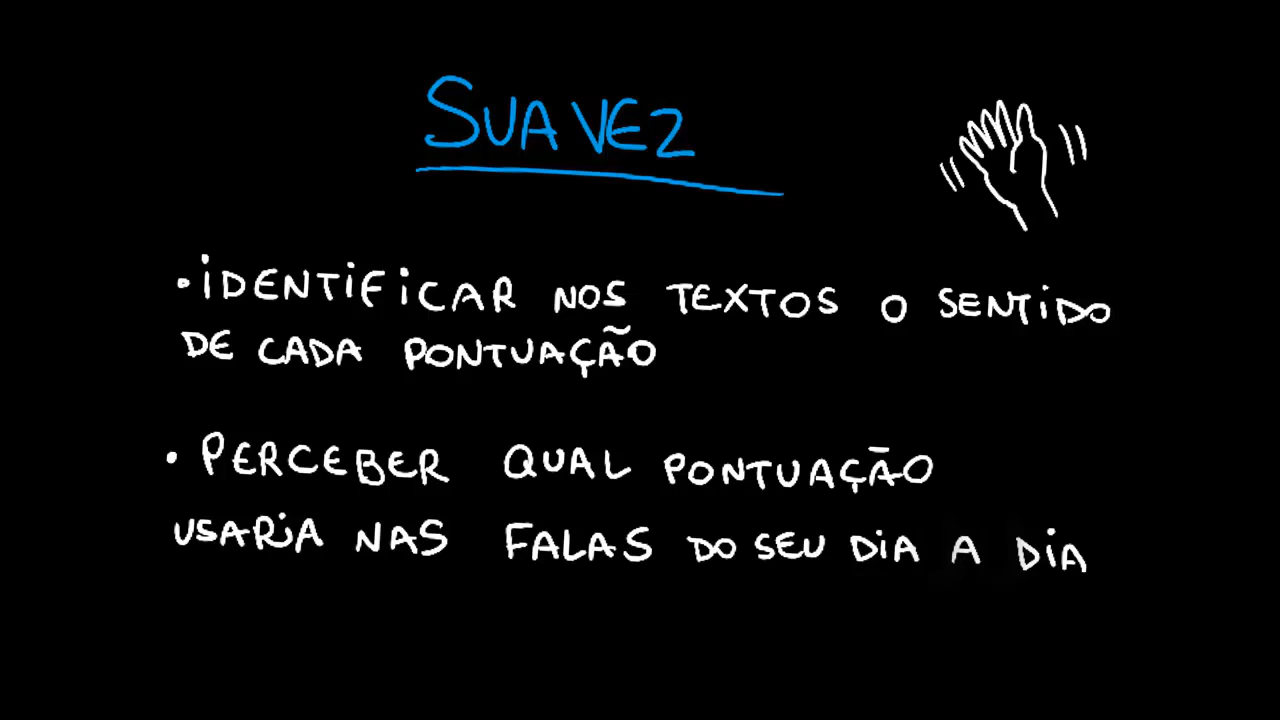 SUA VEZ
• IDENTIFICAR NOS TEXTOS O SENTIDO
DE CADA PONTUAÇÃO
• PERCEBER QUAL PONTUAÇÃO
USARIA NAS FALAS DO SEU DIA A DIA